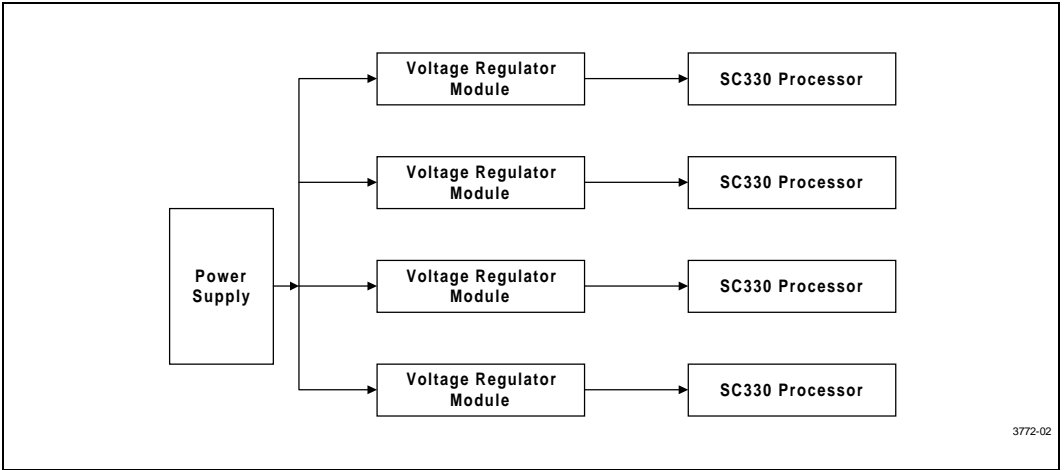 Voltage Regulator
Module
SC330 Processor
Voltage Regulator
Module
SC330 Processor
Power
Supply
Voltage Regulator
Module
SC330 Processor
Voltage Regulator
Module
SC330 Processor
3772-02